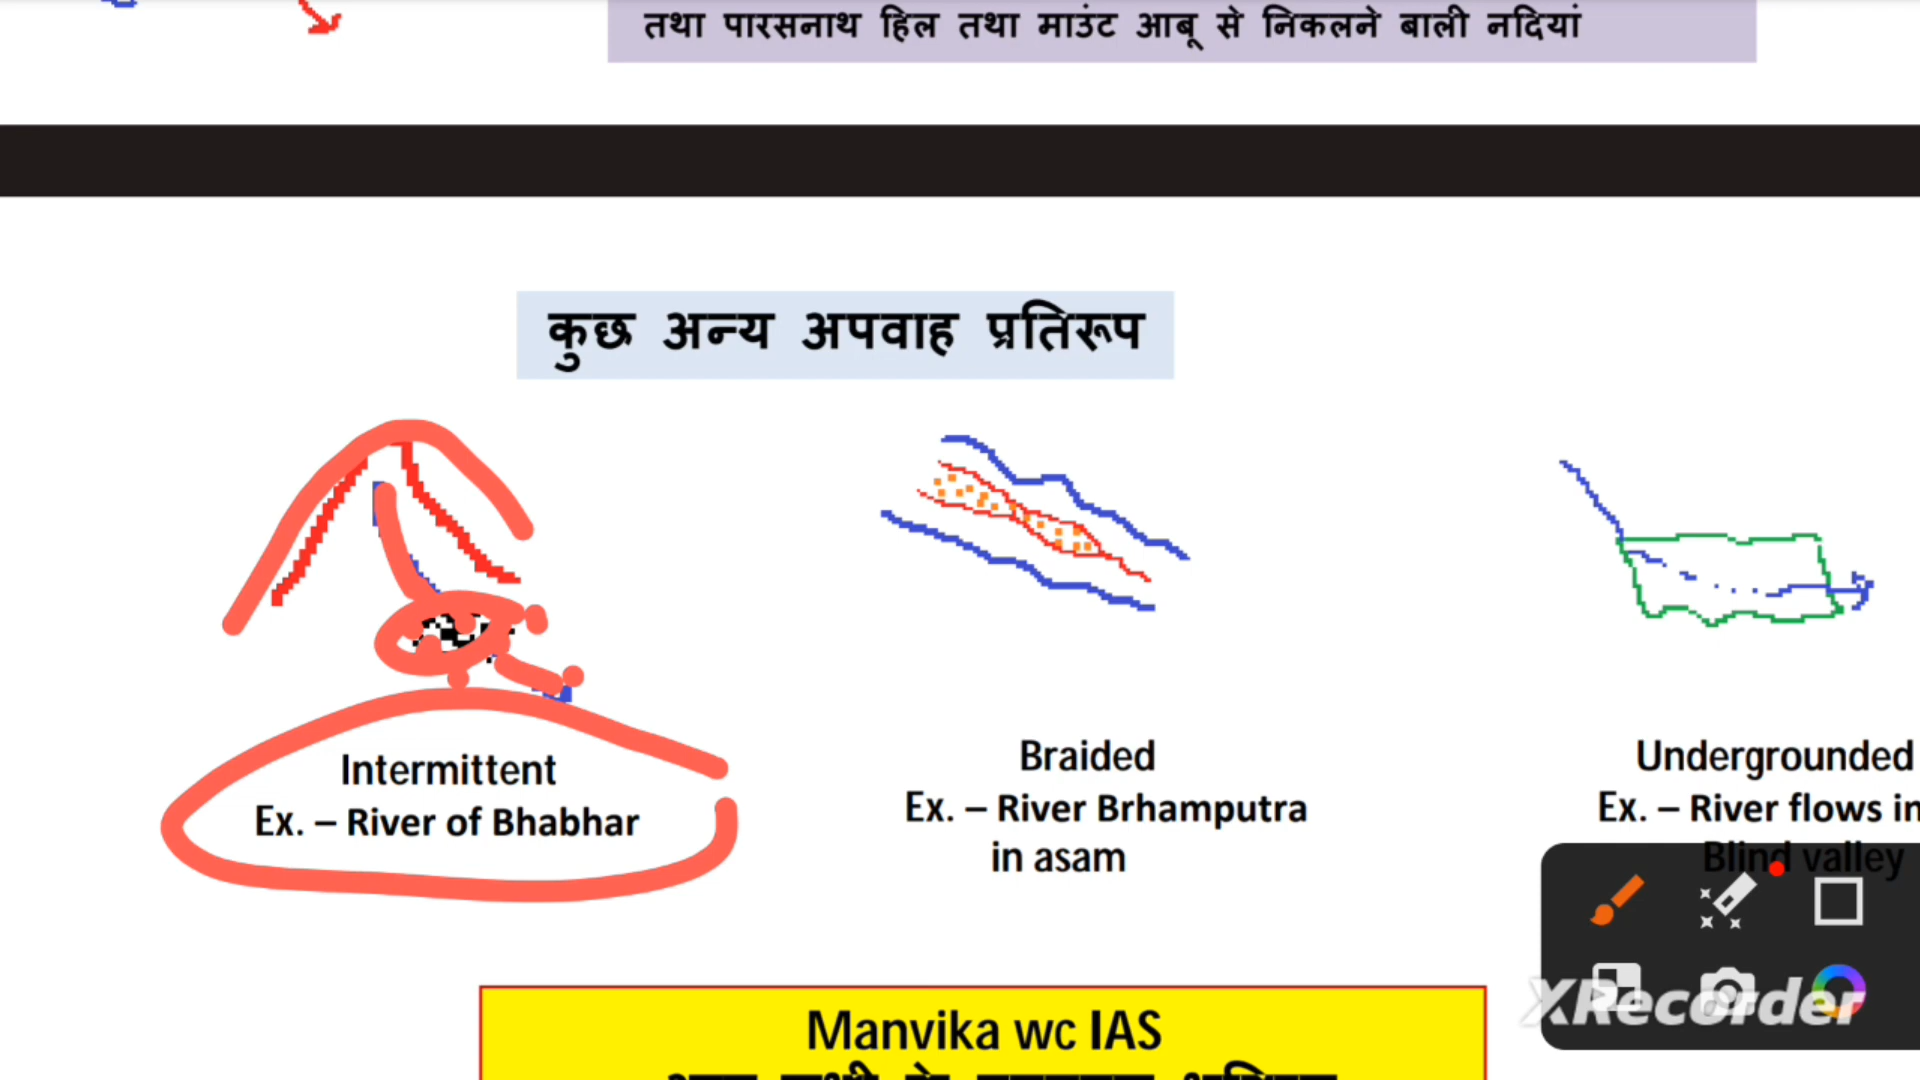 तथा पारसनाथ हिल तथा माउंट आबू से निकलने बाली नदियां
कुछ अन्य अपवाह प्रतिरूप
Intermittent
Ex. – River of Bhabhar
Braided
Ex. – River Brhamputra
in asam
Undergrounded
Ex. – River flows in
Blind valley
XRecorder
Manvika wc IAS